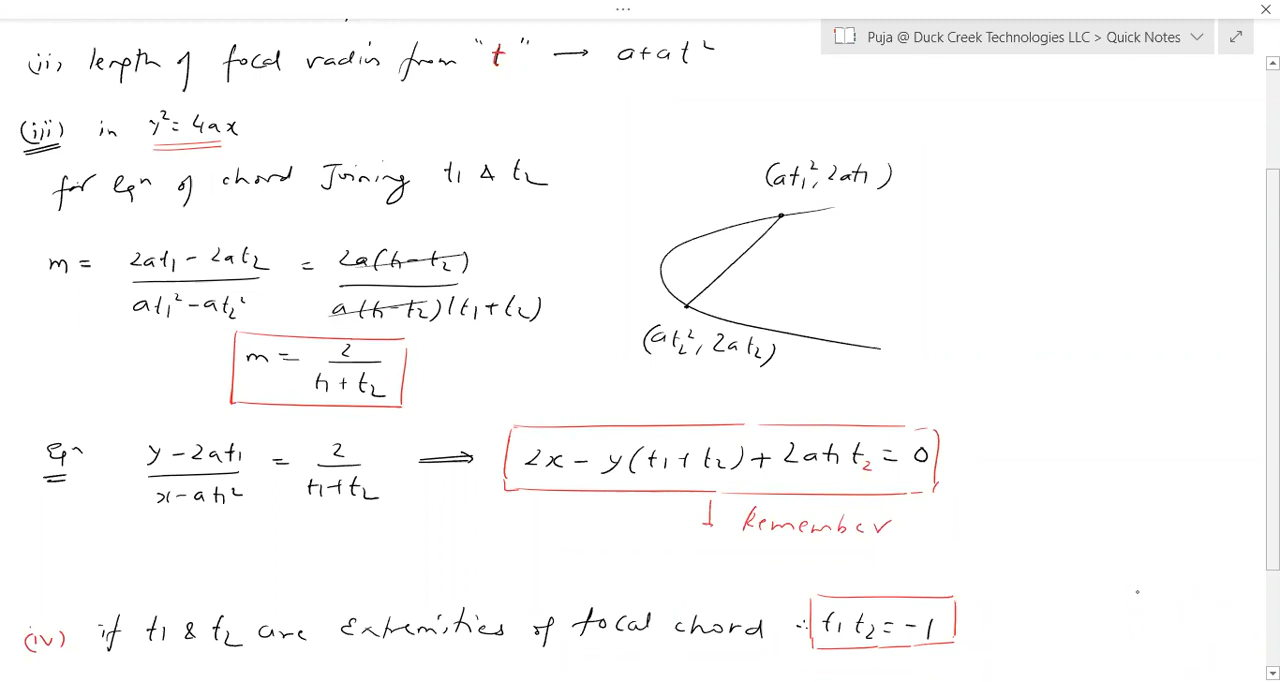 ...
Puja @ Duck Creek Technologies LLC > Quick Notes
(ii) length of focal radius from "t" → a+at²
(iii) in y²=4ax
for Eqn of chord Joining t₁ & t₂
(at₁², 2at₁)
m = (2at₁ - 2at₂)/(at₁² - at₂²) = (2a(t₁-t₂))/(a(t₁-t₂)(t₁+t₂))
(at₂², 2at₂)
m = 2/(t₁+t₂)
Eqn (y-2at₁)/(x-at₁²) = 2/(t₁+t₂) ⟹ 2x - y(t₁+t₂) + 2at₁t₂ = 0
Remember
(iv) if t₁ & t₂ are Extremities of focal chord ∴ t₁t₂ = -1